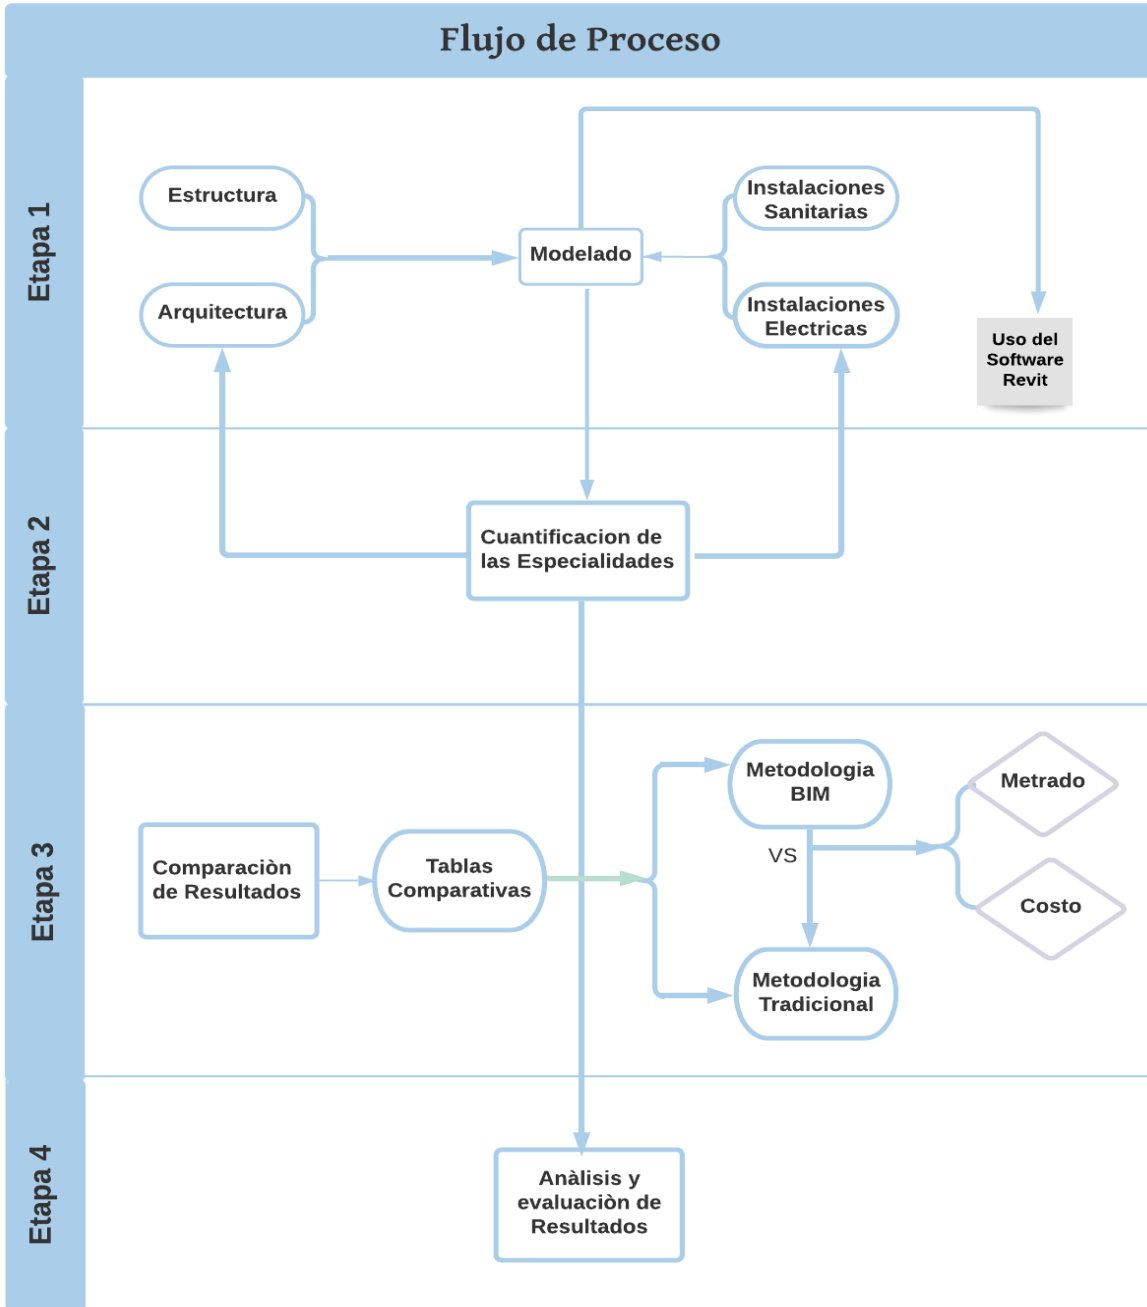 Flujo de Proceso
Etapa 1
Estructura
Arquitectura
Modelado
Instalaciones
Sanitarias
Instalaciones
Electricas
Uso del
Software
Revit
Etapa 2
Cuantificacion de
las Especialidades
Etapa 3
Comparaciòn
de Resultados
Tablas
Comparativas
Metodologia
BIM
VS
Metodologia
Tradicional
Metrado
Costo
Etapa 4
Anàlisis y
evaluaciòn de
Resultados